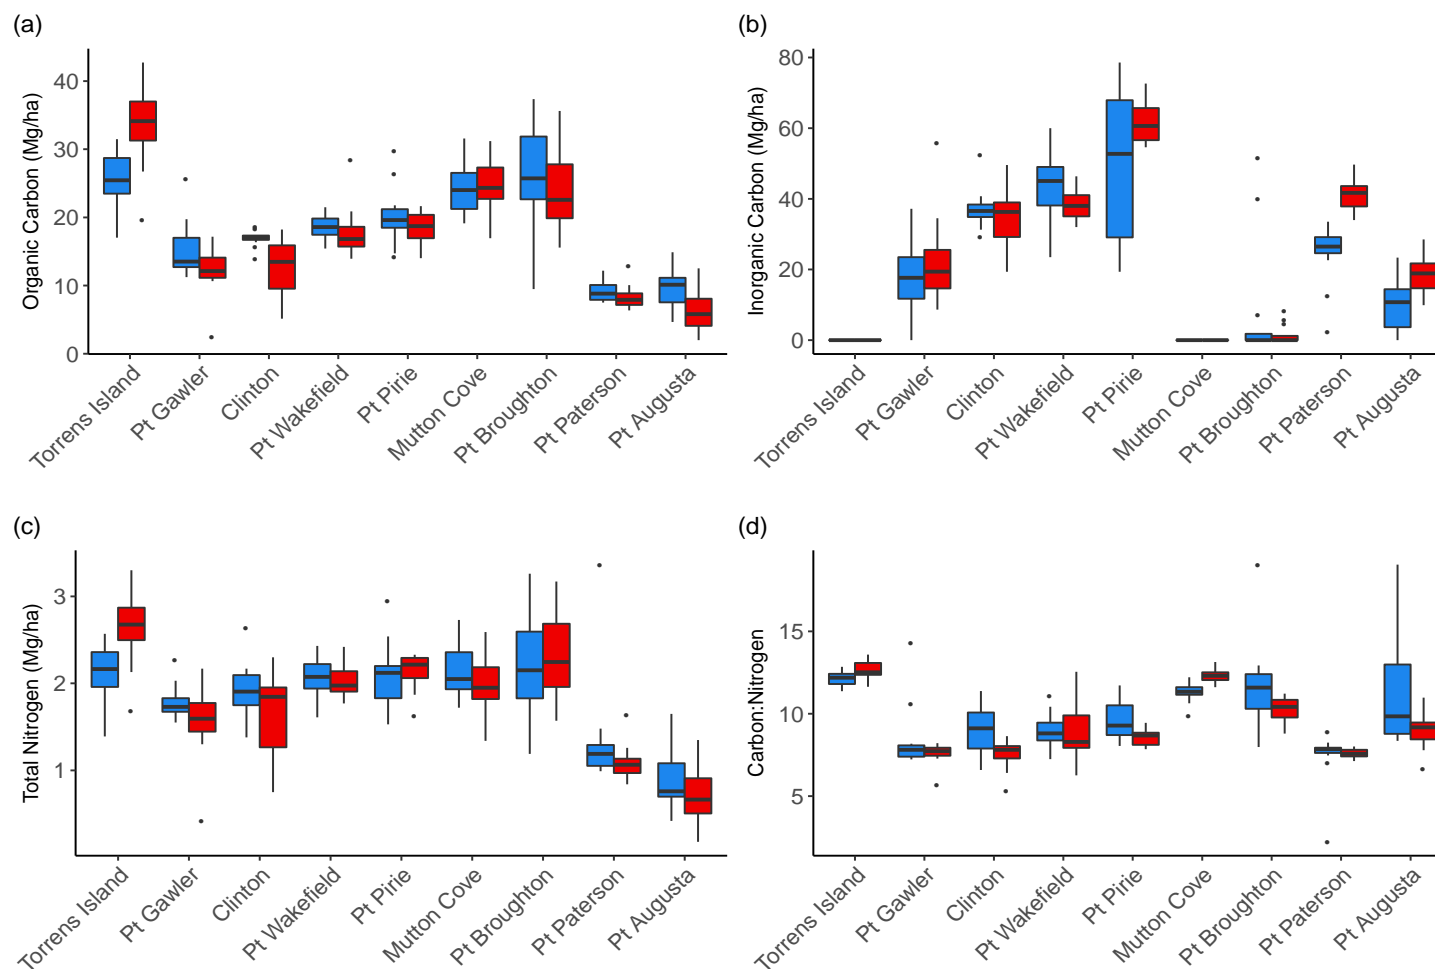 (a)
Organic Carbon (Mg/ha)
40
30
20
10
0
Torrens Island
Pt Gawler
Clinton
Pt Wakefield
Pt Pirie
Mutton Cove
Pt Broughton
Pt Paterson
Pt Augusta
(b)
Inorganic Carbon (Mg/ha)
80
60
40
20
0
Torrens Island
Pt Gawler
Clinton
Pt Wakefield
Pt Pirie
Mutton Cove
Pt Broughton
Pt Paterson
Pt Augusta
(c)
Total Nitrogen (Mg/ha)
3
2
1
Torrens Island
Pt Gawler
Clinton
Pt Wakefield
Pt Pirie
Mutton Cove
Pt Broughton
Pt Paterson
Pt Augusta
(d)
Carbon:Nitrogen
15
10
5
Torrens Island
Pt Gawler
Clinton
Pt Wakefield
Pt Pirie
Mutton Cove
Pt Broughton
Pt Paterson
Pt Augusta